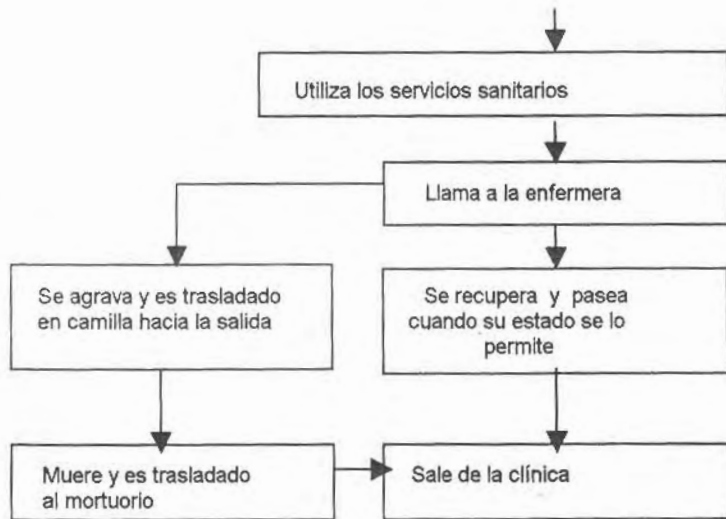 Utiliza los servicios sanitarios
Llama a la enfermera
Se agrava y es trasladado
en camilla hacia la salida
Se recupera y pasea
cuando su estado se lo
permite
Muere y es trasladado
al mortuorio
Sale de la clínica